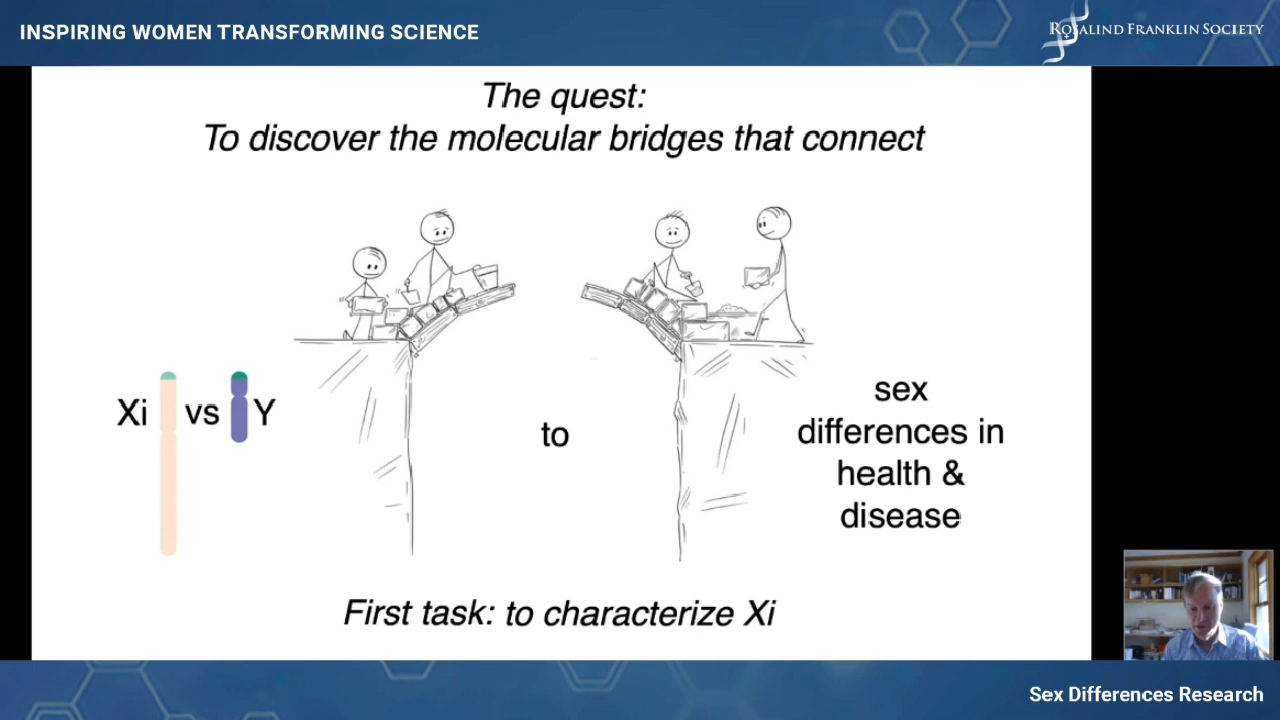 INSPIRING WOMEN TRANSFORMING SCIENCE
ROSALIND FRANKLIN SOCIETY
The quest:
To discover the molecular bridges that connect
Xi vs Y
to
sex
differences in
health &
disease
First task: to characterize Xi
Sex Differences Research